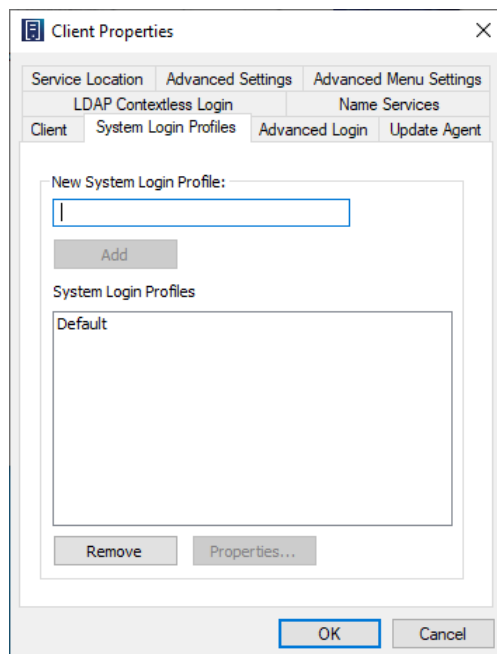 Client Properties
Service Location Advanced Settings Advanced Menu Settings
LDAP Contextless Login Name Services
Client System Login Profiles Advanced Login Update Agent
New System Login Profile:
Add
System Login Profiles
Default
Remove Properties...
OK Cancel